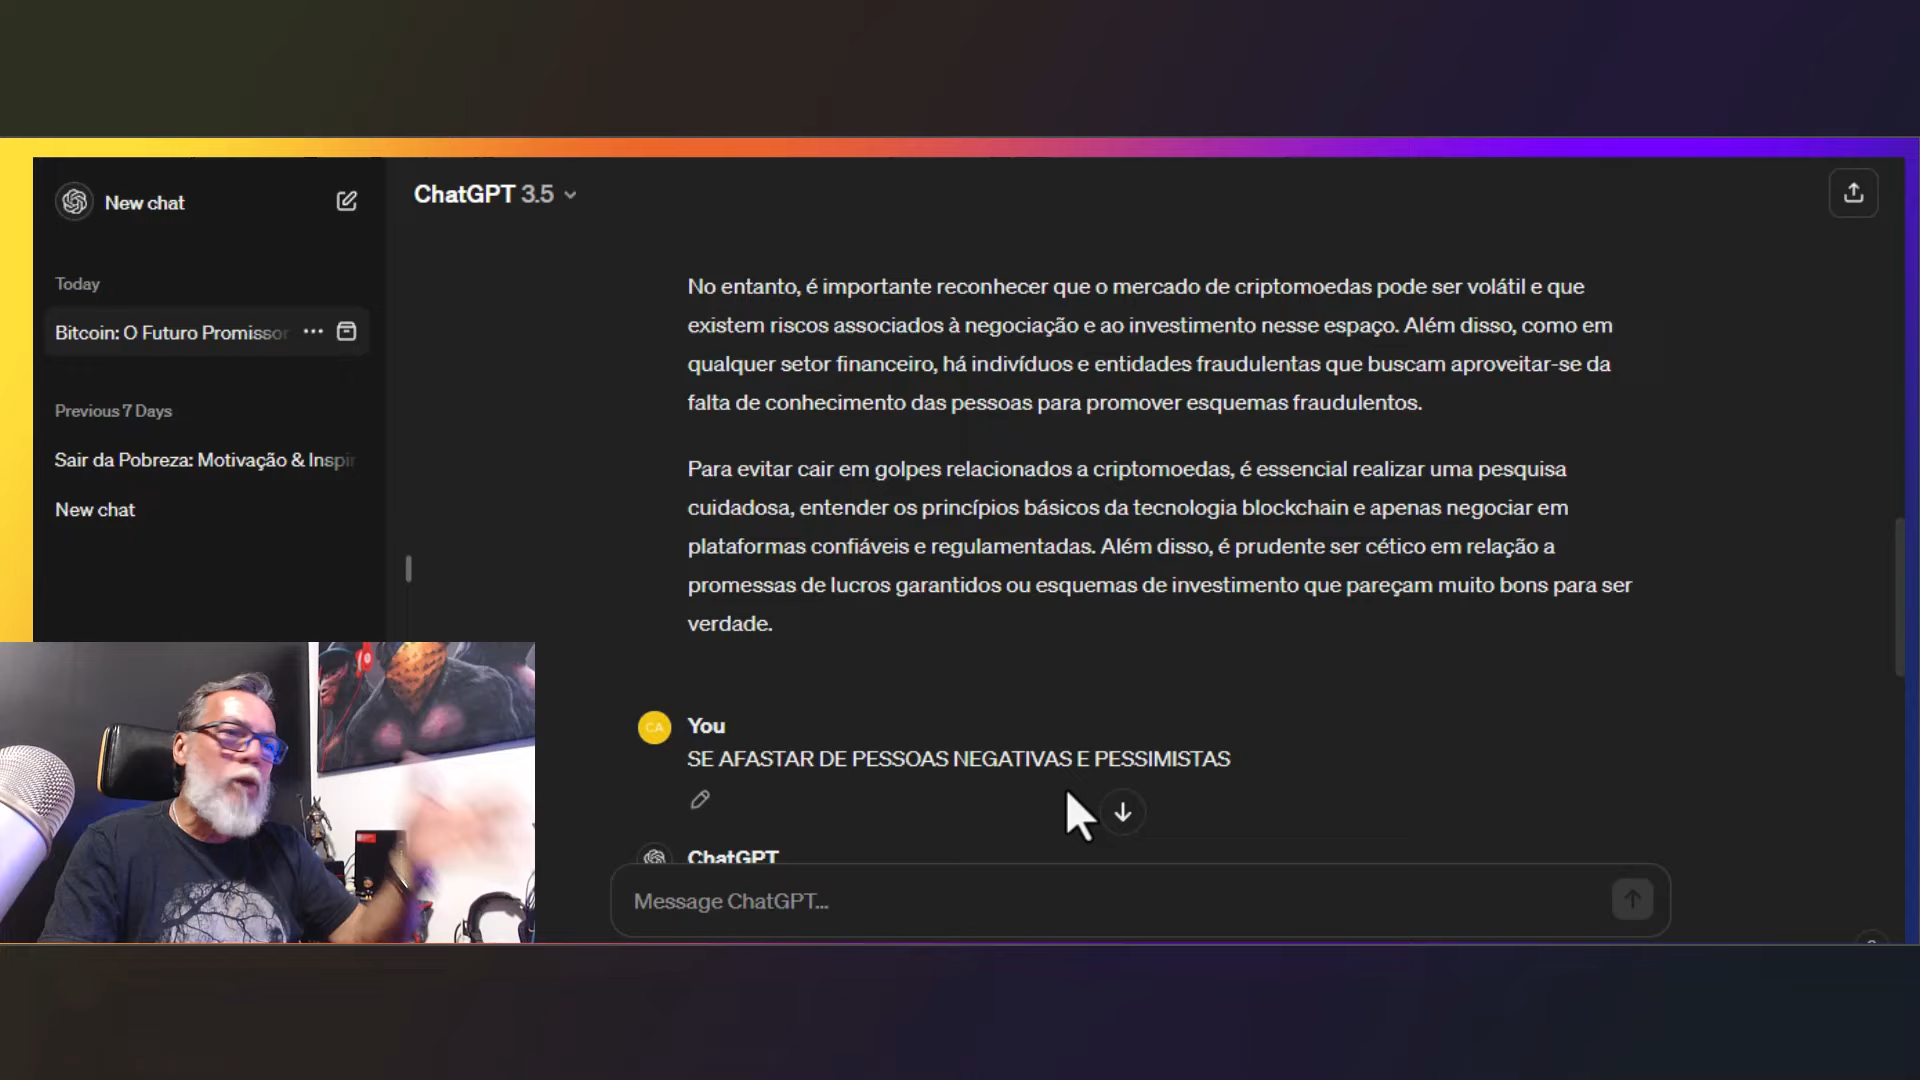 New chat
ChatGPT 3.5
Today
Bitcoin: O Futuro Promissor
Previous 7 Days
Sair da Pobreza: Motivação & Inspir
New chat
No entanto, é importante reconhecer que o mercado de criptomoedas pode ser volátil e que
existem riscos associados à negociação e ao investimento nesse espaço. Além disso, como em
qualquer setor financeiro, há indivíduos e entidades fraudulentas que buscam aproveitar-se da
falta de conhecimento das pessoas para promover esquemas fraudulentos.
Para evitar cair em golpes relacionados a criptomoedas, é essencial realizar uma pesquisa
cuidadosa, entender os princípios básicos da tecnologia blockchain e apenas negociar em
plataformas confiáveis e regulamentadas. Além disso, é prudente ser cético em relação a
promessas de lucros garantidos ou esquemas de investimento que pareçam muito bons para ser
verdade.
CA
You
SE AFASTAR DE PESSOAS NEGATIVAS E PESSIMISTAS
ChatGPT
Message ChatGPT...